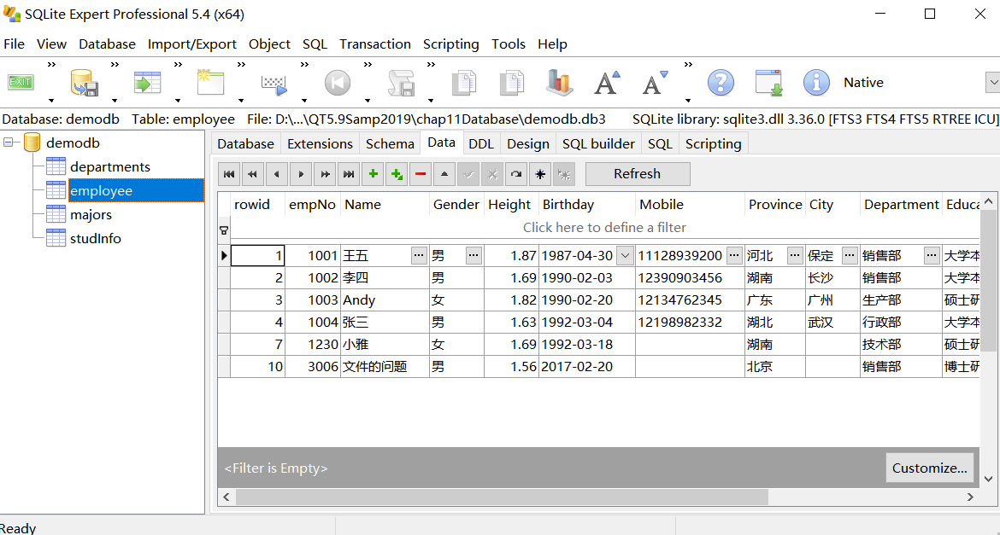 SQLite Expert Professional 5.4 (x64)
File View Database Import/Export Object SQL Transaction Scripting Tools Help
EXIT Native
Database: demodb Table: employee File: D:\...\QT5.9Samp2019\chap11Database\demodb.db3 SQLite library: sqlite3.dll 3.36.0 [FTS3 FTS4 FTS5 RTREE ICU]
demodb
departments
employee
majors
studInfo
Database Extensions Schema Data DDL Design SQL builder SQL Scripting
Refresh
rowid empNo Name Gender Height Birthday Mobile Province City Department Educa
Click here to define a filter
1 1001 王五 ... 男 ... 1.87 1987-04-30 11128939200 ... 河北 ... 保定 ... 销售部 ... 大学本
2 1002 李四 男 1.69 1990-02-03 12390903456 湖南 长沙 销售部 大学本
3 1003 Andy 女 1.82 1990-02-20 12134762345 广东 广州 生产部 硕士研
4 1004 张三 男 1.63 1992-03-04 12198982332 湖北 武汉 行政部 大学本
7 1230 小雅 女 1.69 1992-03-18 湖南 技术部 硕士研
10 3006 文件的问题 男 1.56 2017-02-20 北京 销售部 博士研
<Filter is Empty> Customize...
Ready